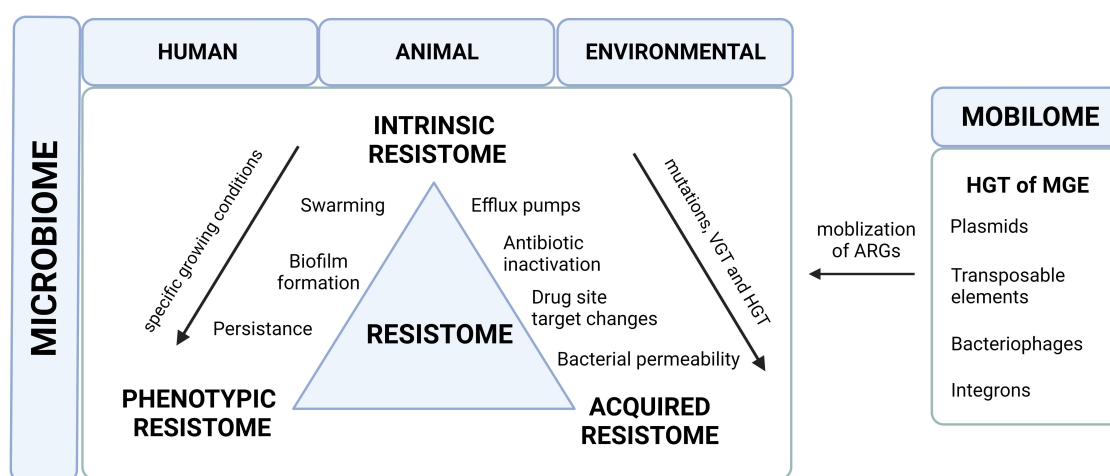 MICROBIOME
HUMAN
ANIMAL
ENVIRONMENTAL
INTRINSIC
RESISTOME
specific growing conditions
Swarming
Biofilm
formation
Persistance
Efflux pumps
Antibiotic
inactivation
Drug site
target changes
Bacterial permeability
mutations, VGT and HGT
RESISTOME
PHENOTYPIC
RESISTOME
ACQUIRED
RESISTOME
moblization
of ARGs
MOBILOME
HGT of MGE
Plasmids
Transposable
elements
Bacteriophages
Integrons